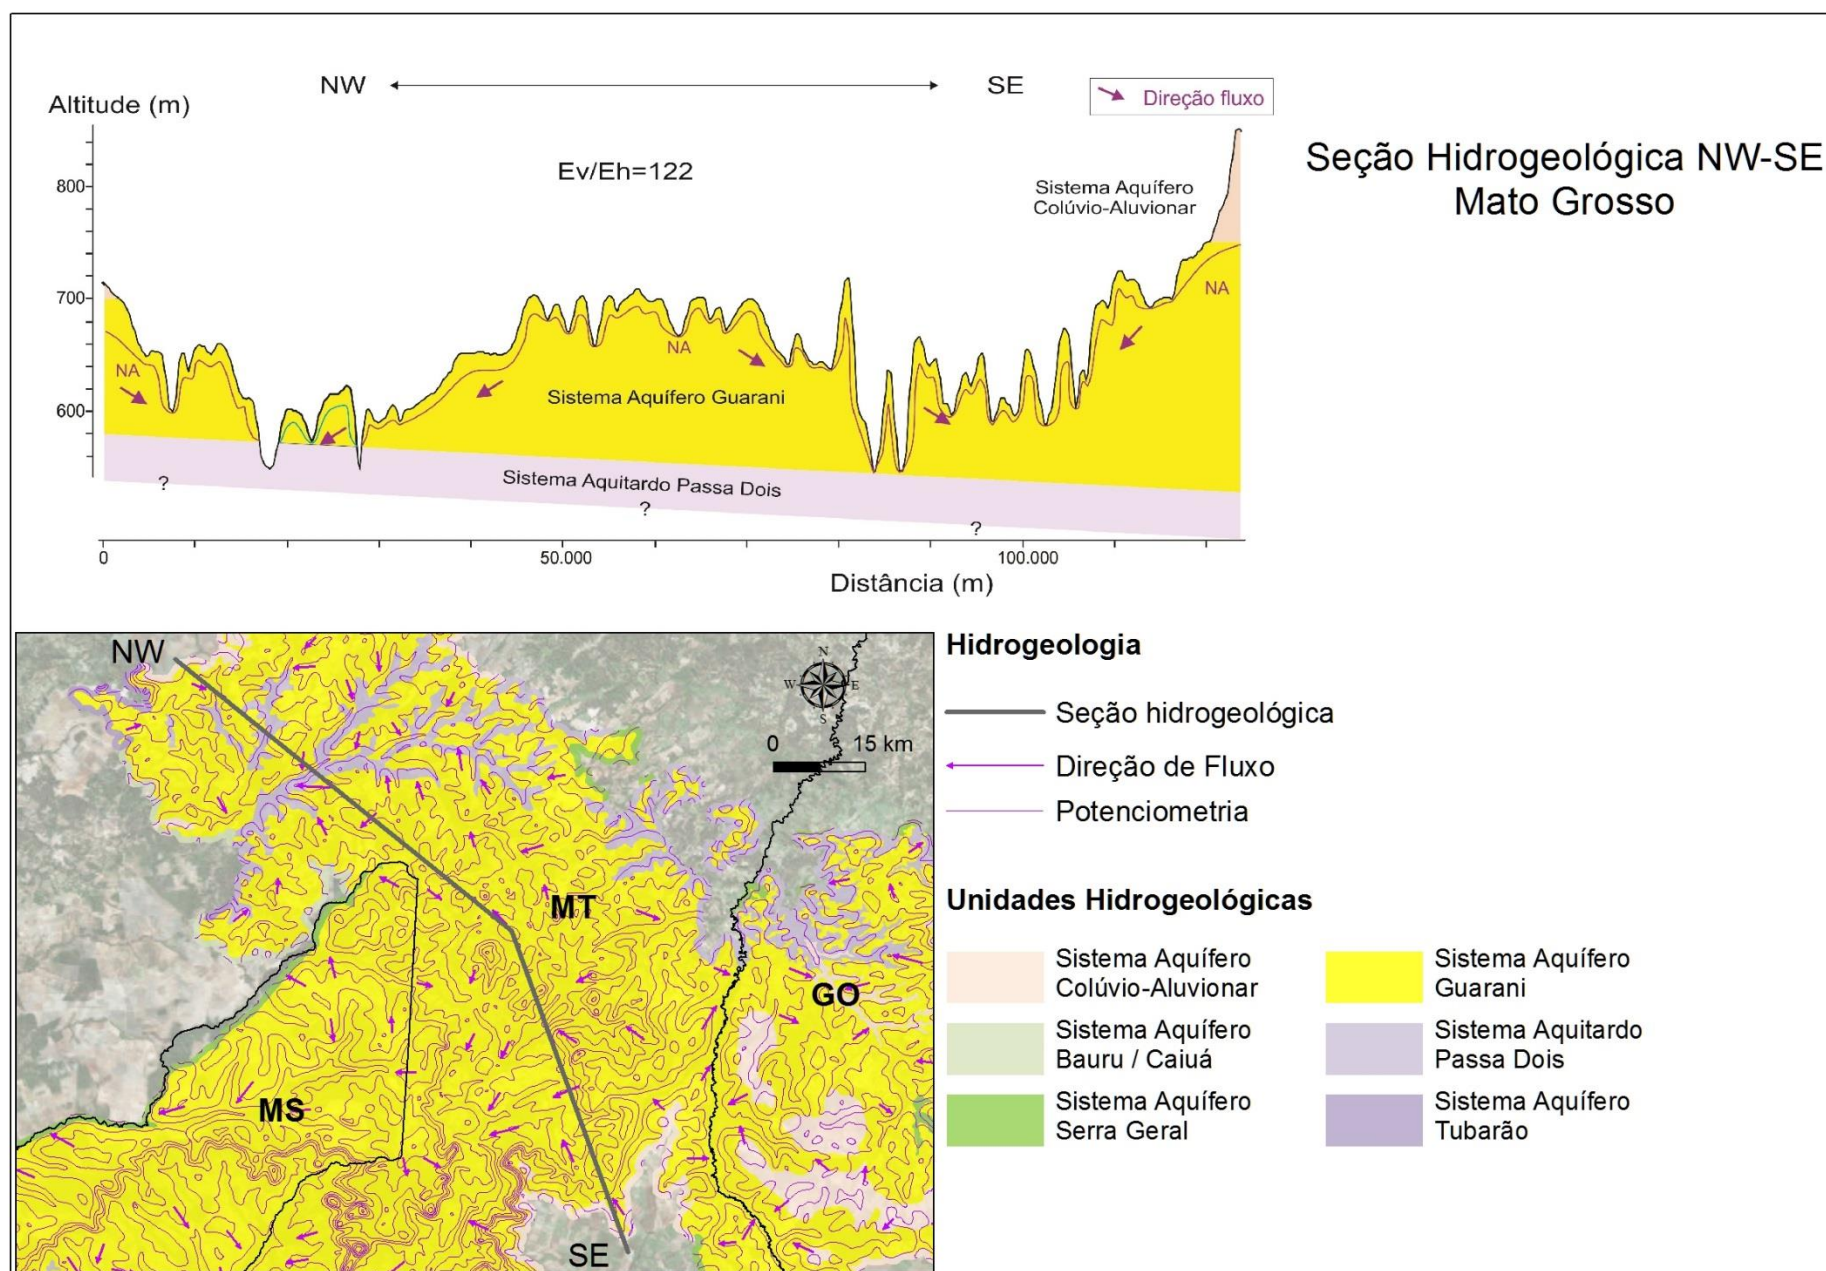 NW
SE
Direção fluxo
Altitude (m)
Seção Hidrogeológica NW-SE
Mato Grosso
Ev/Eh=122
Sistema Aquífero
Colúvio-Aluvionar
800
700
600
NA
NA
NA
Sistema Aquífero Guarani
Sistema Aquitardo Passa Dois
?
?
?
0
50.000
100.000
Distância (m)
NW
N
W
E
S
0
15 km
MT
GO
MS
SE
Hidrogeologia
Seção hidrogeológica
Direção de Fluxo
Potenciometria
Unidades Hidrogeológicas
Sistema Aquífero
Colúvio-Aluvionar
Sistema Aquífero
Guarani
Sistema Aquífero
Bauru / Caiuá
Sistema Aquitardo
Passa Dois
Sistema Aquífero
Serra Geral
Sistema Aquífero
Tubarão